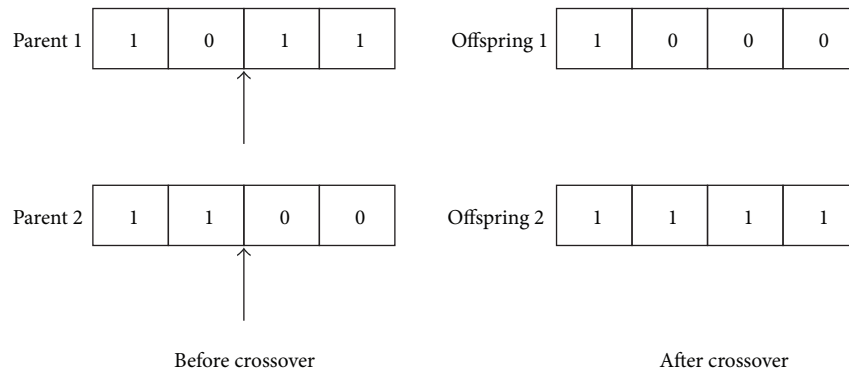 Parent 1 1 0 1 1 Offspring 1 1 0 0 0
Parent 2 1 1 0 0 Offspring 2 1 1 1 1
Before crossover After crossover